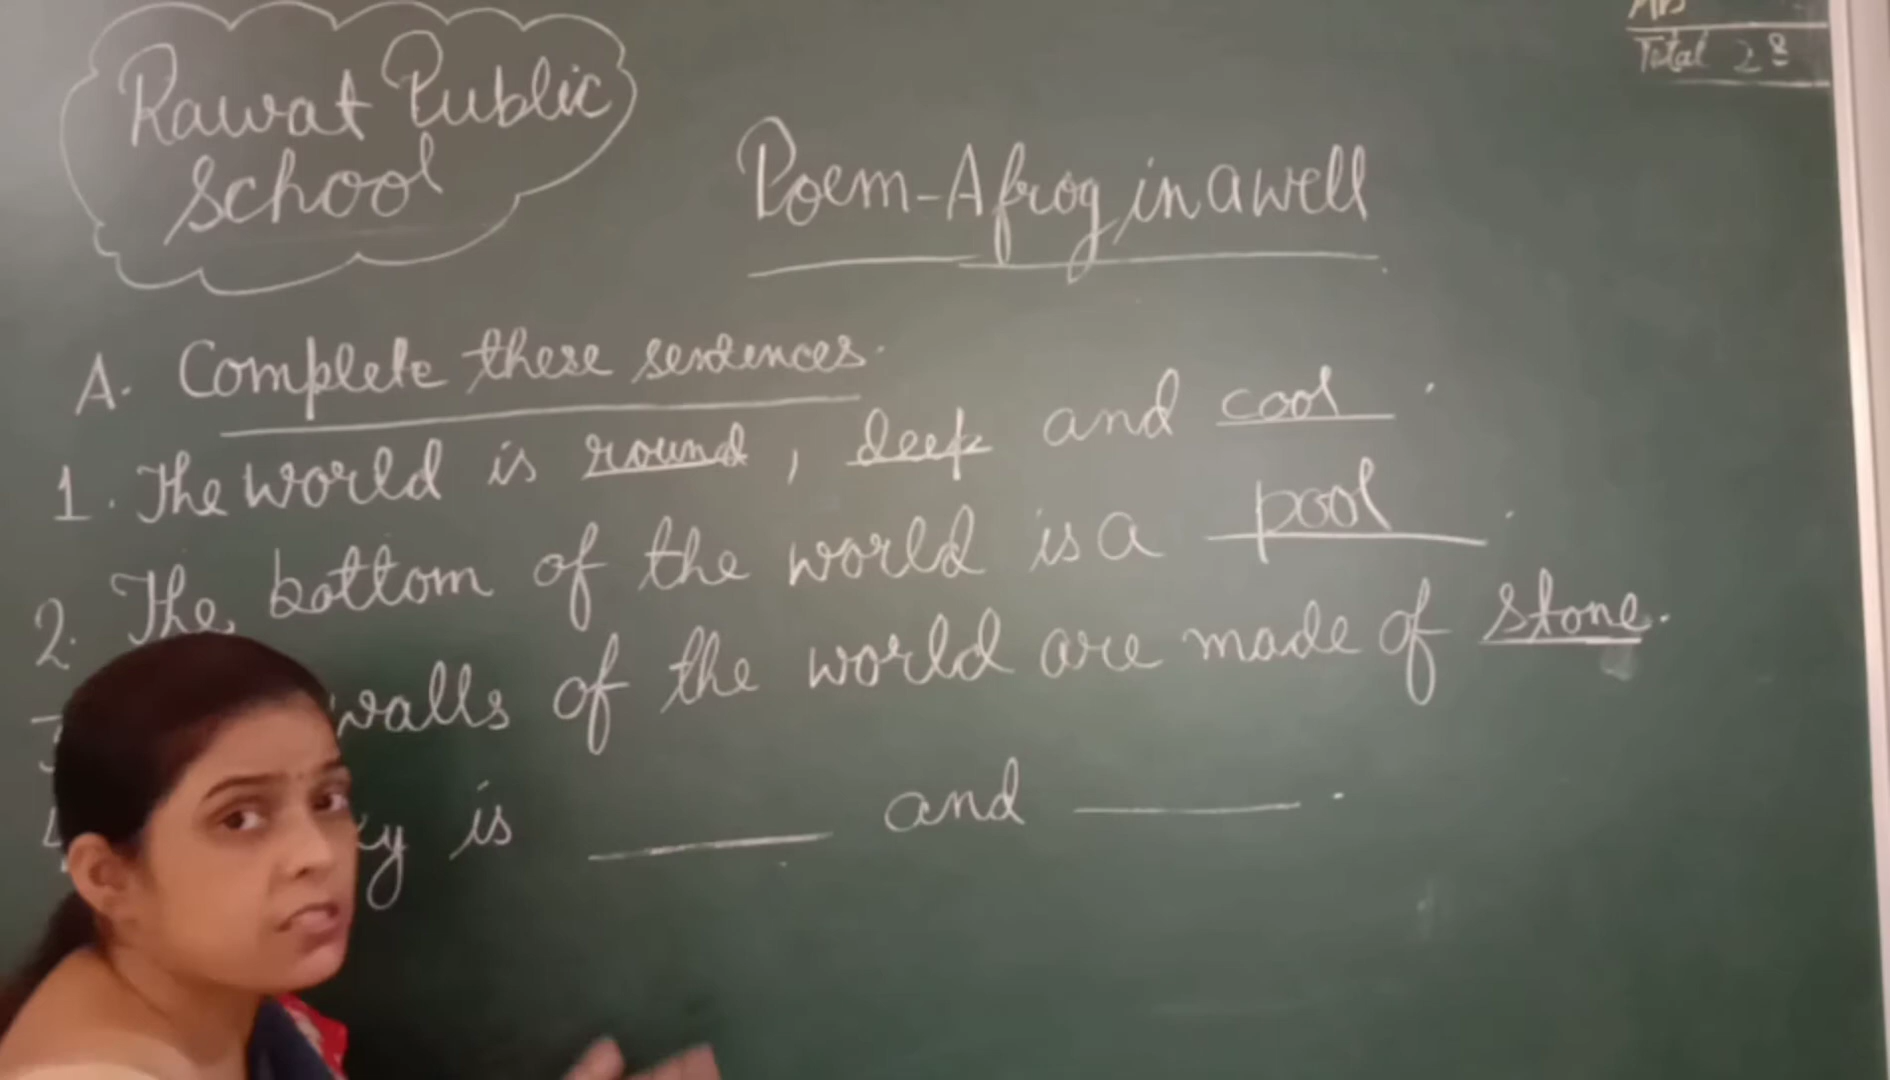 Rawat Public
School
Total 28
Poem-A frog in a well
A. Complete these sentences.
1. The world is round, deep and cool.
2. The bottom of the world is a pool.
walls of the world are made of stone.
is ______ and ______.